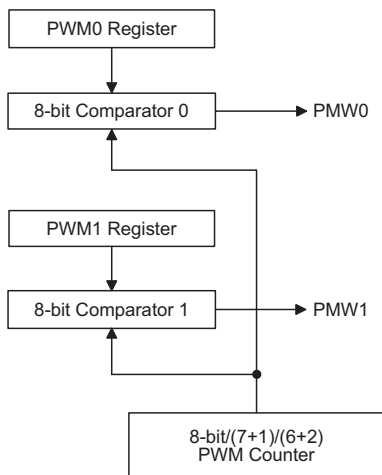 PWM0 Register
8-bit Comparator 0
PMW0
PWM1 Register
8-bit Comparator 1
PMW1
8-bit/(7+1)/(6+2)
PWM Counter